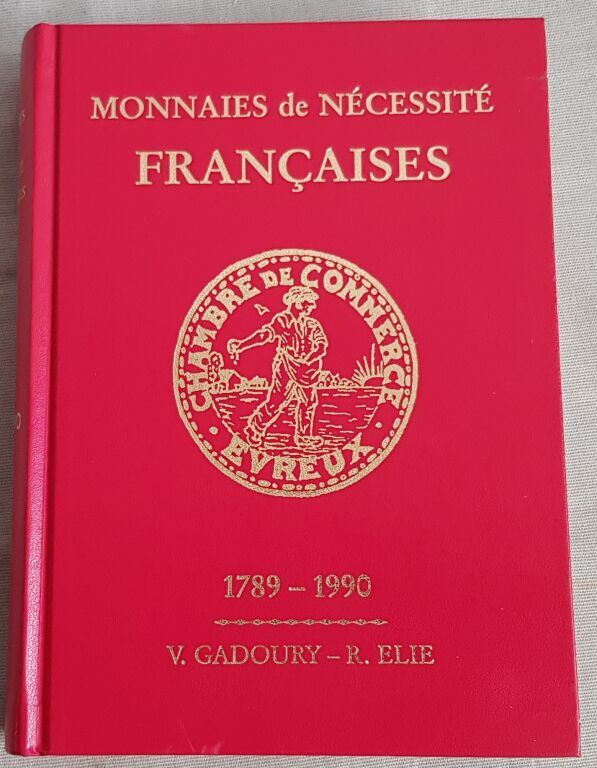 MONNAIES de NÉCESSITÉ
FRANÇAISES
CHAMBRE DE COMMERCE
· EVREUX ·
1789 – 1990
V. GADOURY – R. ELIE